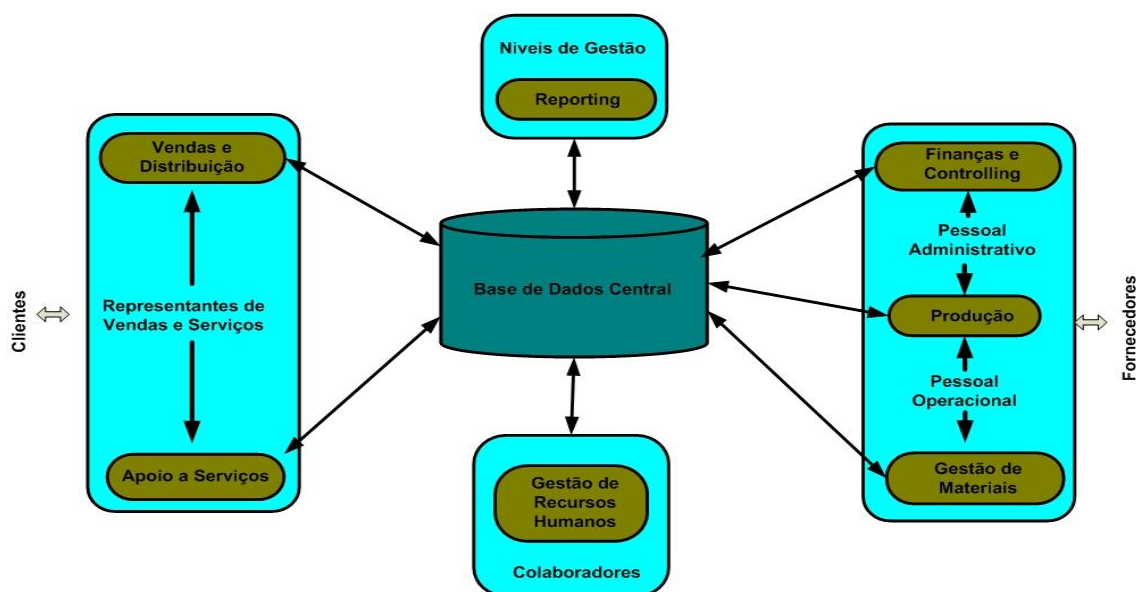 Niveis de Gestão
Reporting
Clientes
Vendas e
Distribuição
Representantes de
Vendas e Serviços
Apoio a Serviços
Base de Dados Central
Gestão de
Recursos
Humanos
Colaboradores
Finanças e
Controlling
Pessoal
Administrativo
Produção
Pessoal
Operacional
Gestão de
Materiais
Fornecedores